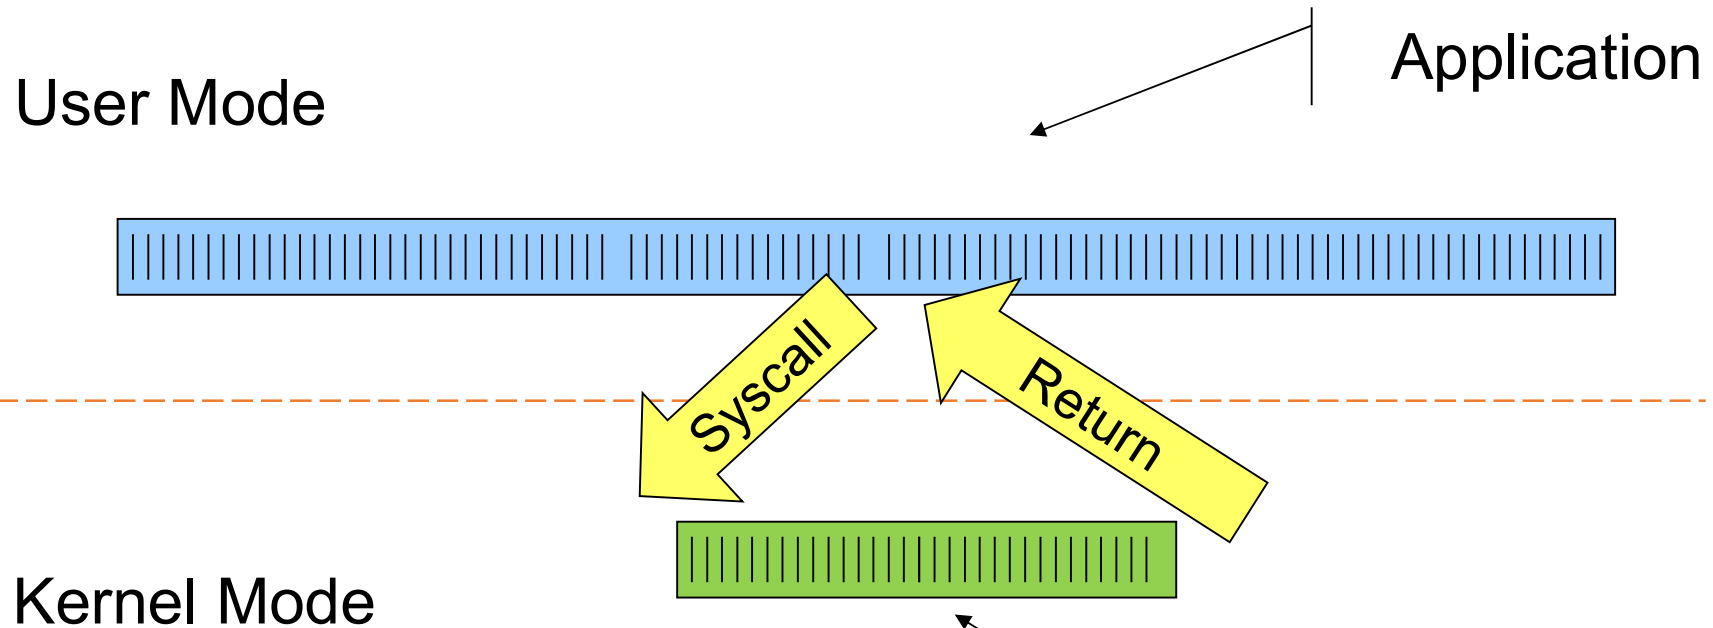 Application
User Mode
Syscall
Return
Kernel Mode